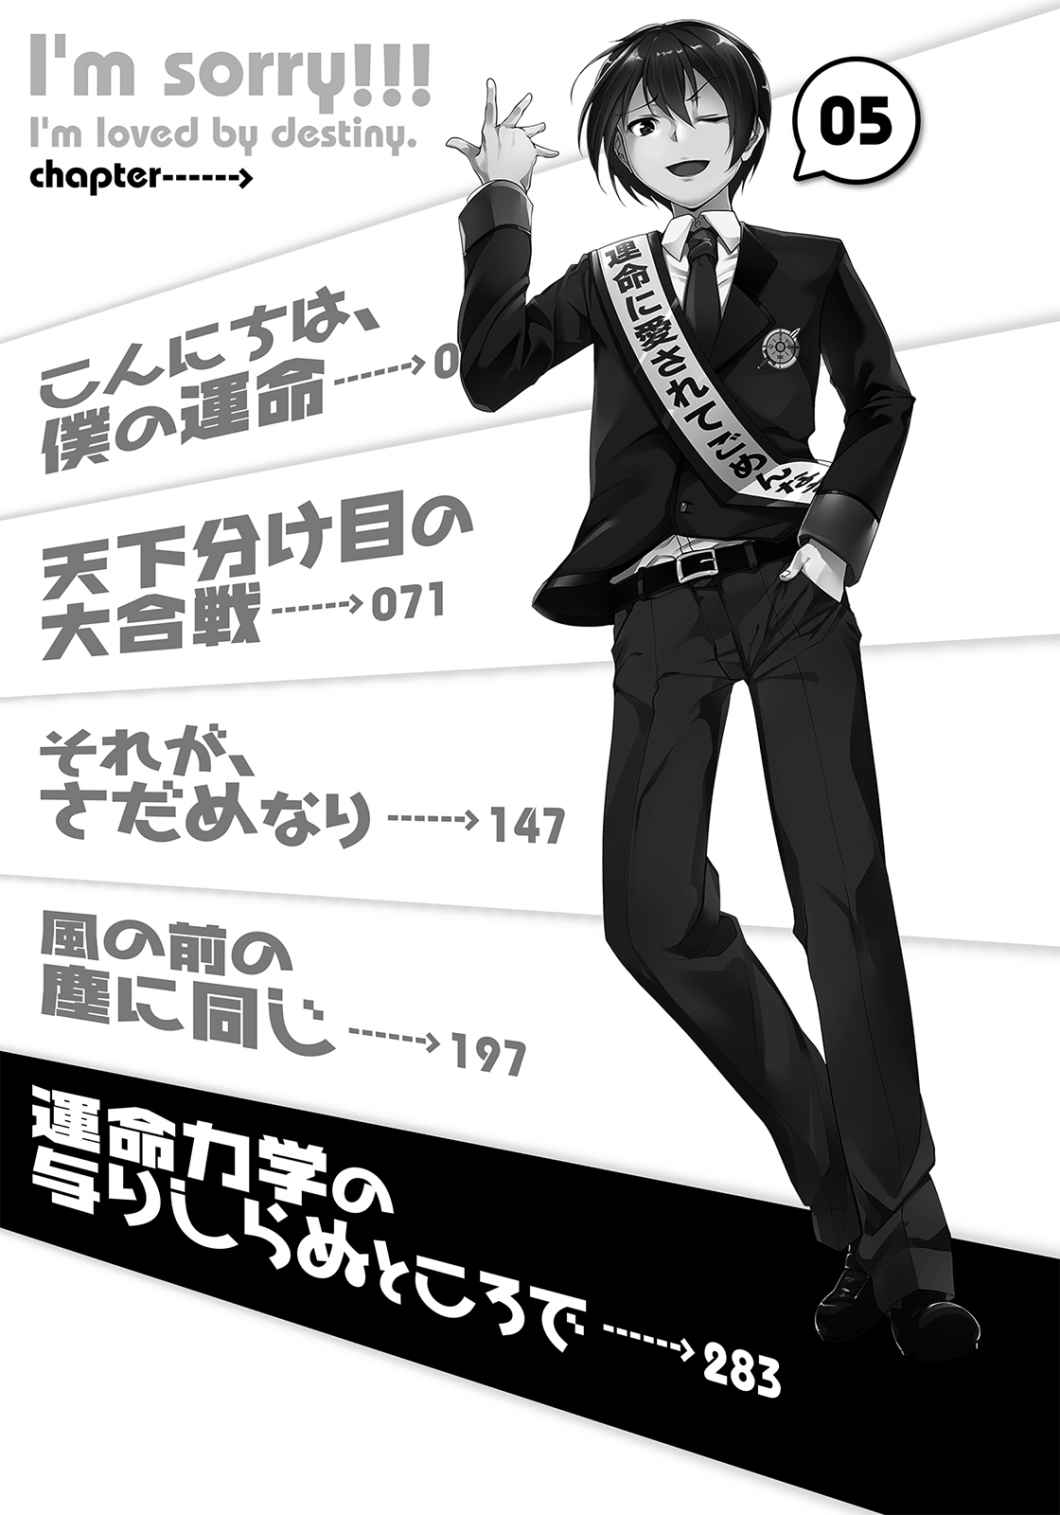 I'm sorry!!!
I'm loved by destiny.
chapter------>
05
運命に愛されてごめんなさ
こんにちは、
僕の運命------>0
天下分け目の
大合戦------>071
それが、
さだめなり------>147
風の前の
塵に同じ------>197
運命力学の
与りしらぬところで------>283